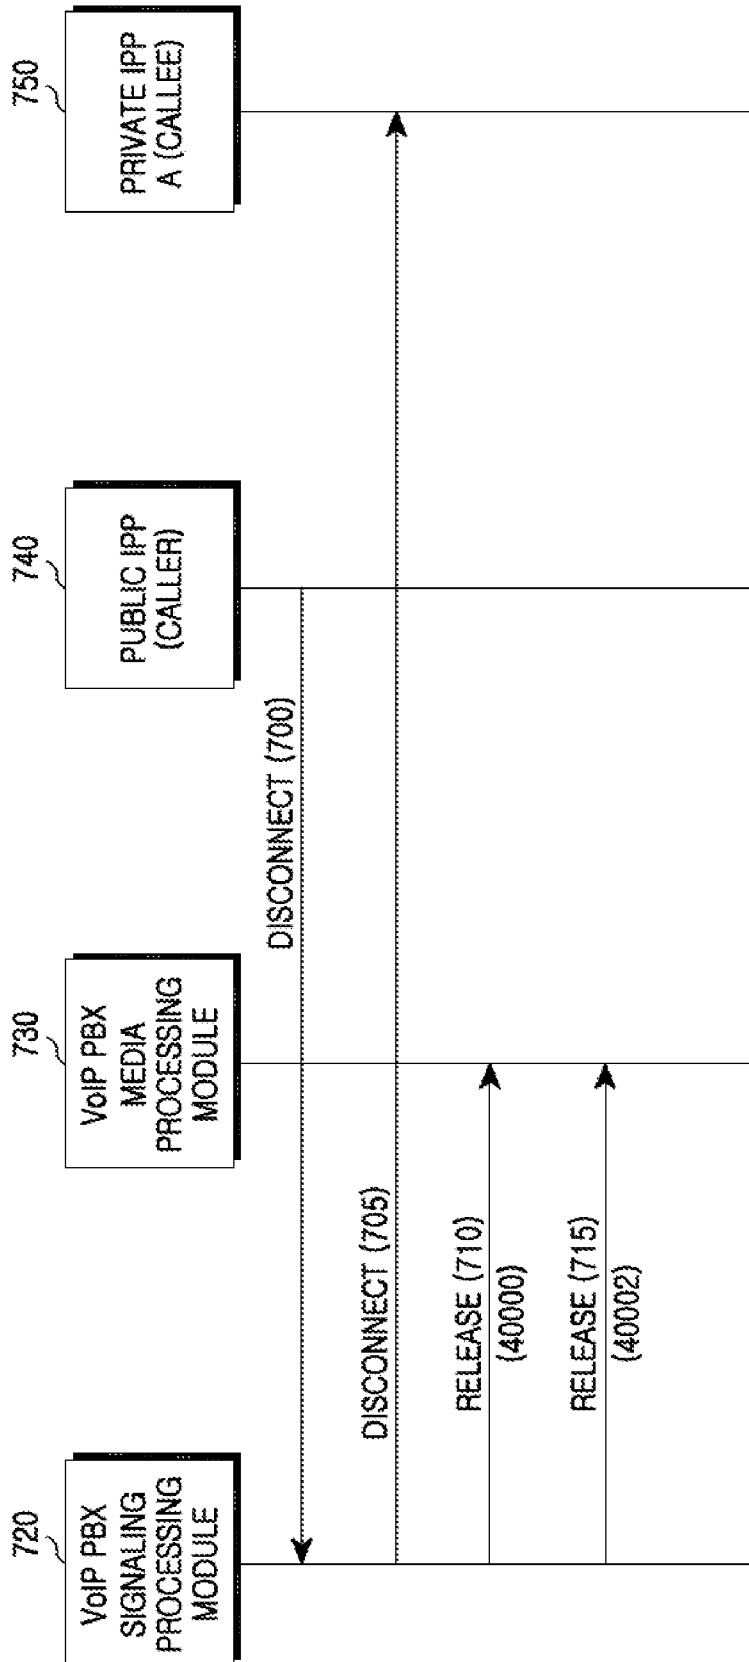 720
VoIP PBX
SIGNALING
PROCESSING
MODULE
730
VoIP PBX
MEDIA
PROCESSING
MODULE
740
PUBLIC IPP
(CALLER)
750
PRIVATE IPP
A (CALLEE)
DISCONNECT (700)
DISCONNECT (705)
RELEASE (710)
(40000)
RELEASE (715)
(40002)